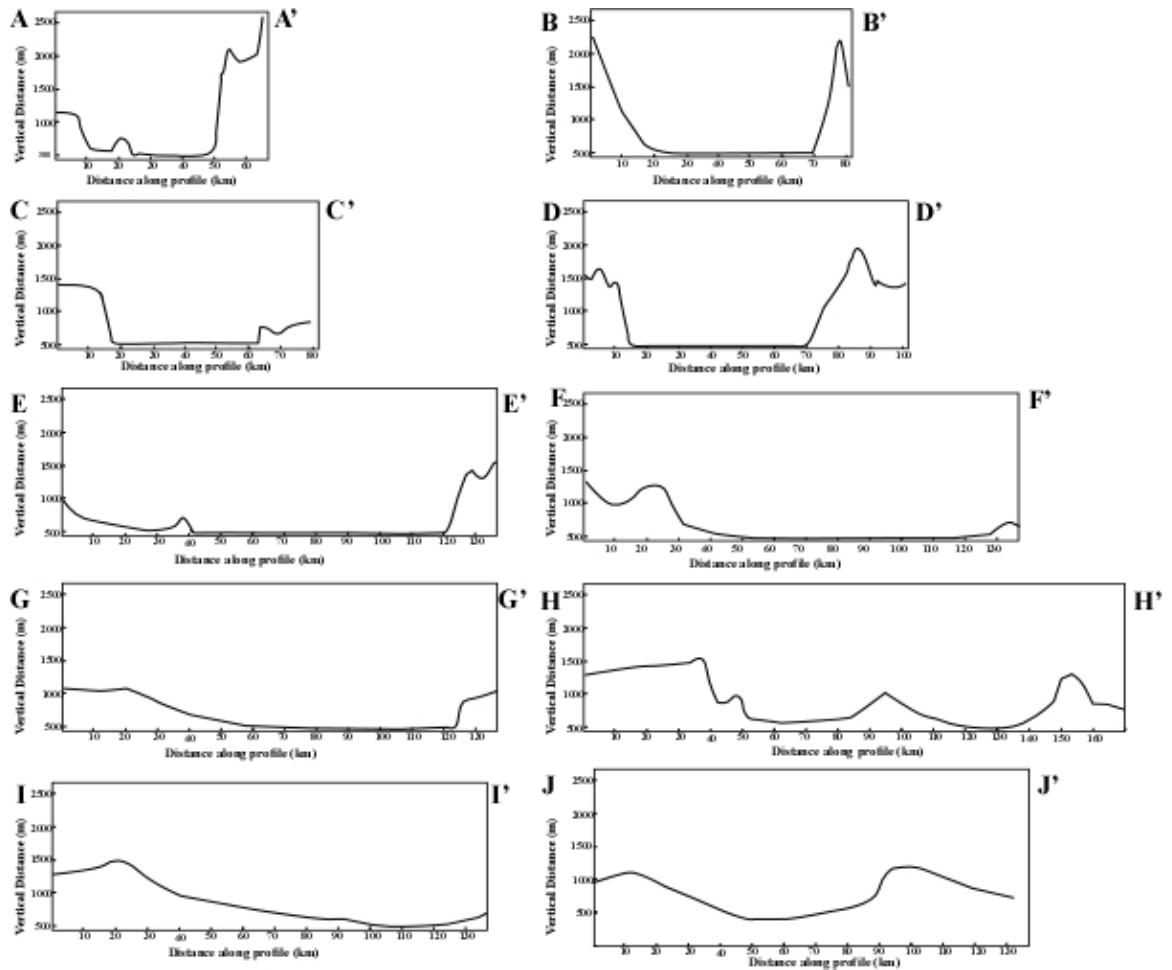 A A’ B B’
Vertical Distance (m) Vertical Distance (m)
2500 2500
2000 2000
1500 1500
1000 1000
500 500
10 20 30 40 50 60 10 20 30 40 50 60 70 80
Distance along profile (km) Distance along profile (km)
C C’ D D’
Vertical Distance (m) Vertical Distance (m)
2500 2500
2000 2000
1500 1500
1000 1000
500 500
10 20 30 40 50 60 70 80 10 20 30 40 50 60 70 80 90 100
Distance along profile (km) Distance along profile (km)
E E’ F F’
Vertical Distance (m) Vertical Distance (m)
2500 2500
2000 2000
1500 1500
1000 1000
500 500
10 20 30 40 60 70 80 90 100 110 120 130 10 20 30 40 50 60 70 80 90 100 110 120 130
Distance along profile (km) Distance along profile (km)
G G’ H H’
Vertical Distance (m) Vertical Distance (m)
2500 2500
2000 2000
1500 1500
1000 1000
500 500
10 20 30 40 50 60 70 80 90 100 110 120 130 10 20 30 40 50 60 70 80 90 100 110 120 130 140 150
Distance along profile (km) Distance along profile (km)
I I’ J J’
Vertical Distance (m) Vertical Distance (m)
2500 2500
2000 2000
1500 1500
1000 1000
500 500
10 20 30 40 50 60 70 80 90 100 110 120 130 10 20 30 40 50 60 70 80 90 100 110 120 130
Distance along profile (km) Distance along profile (km)